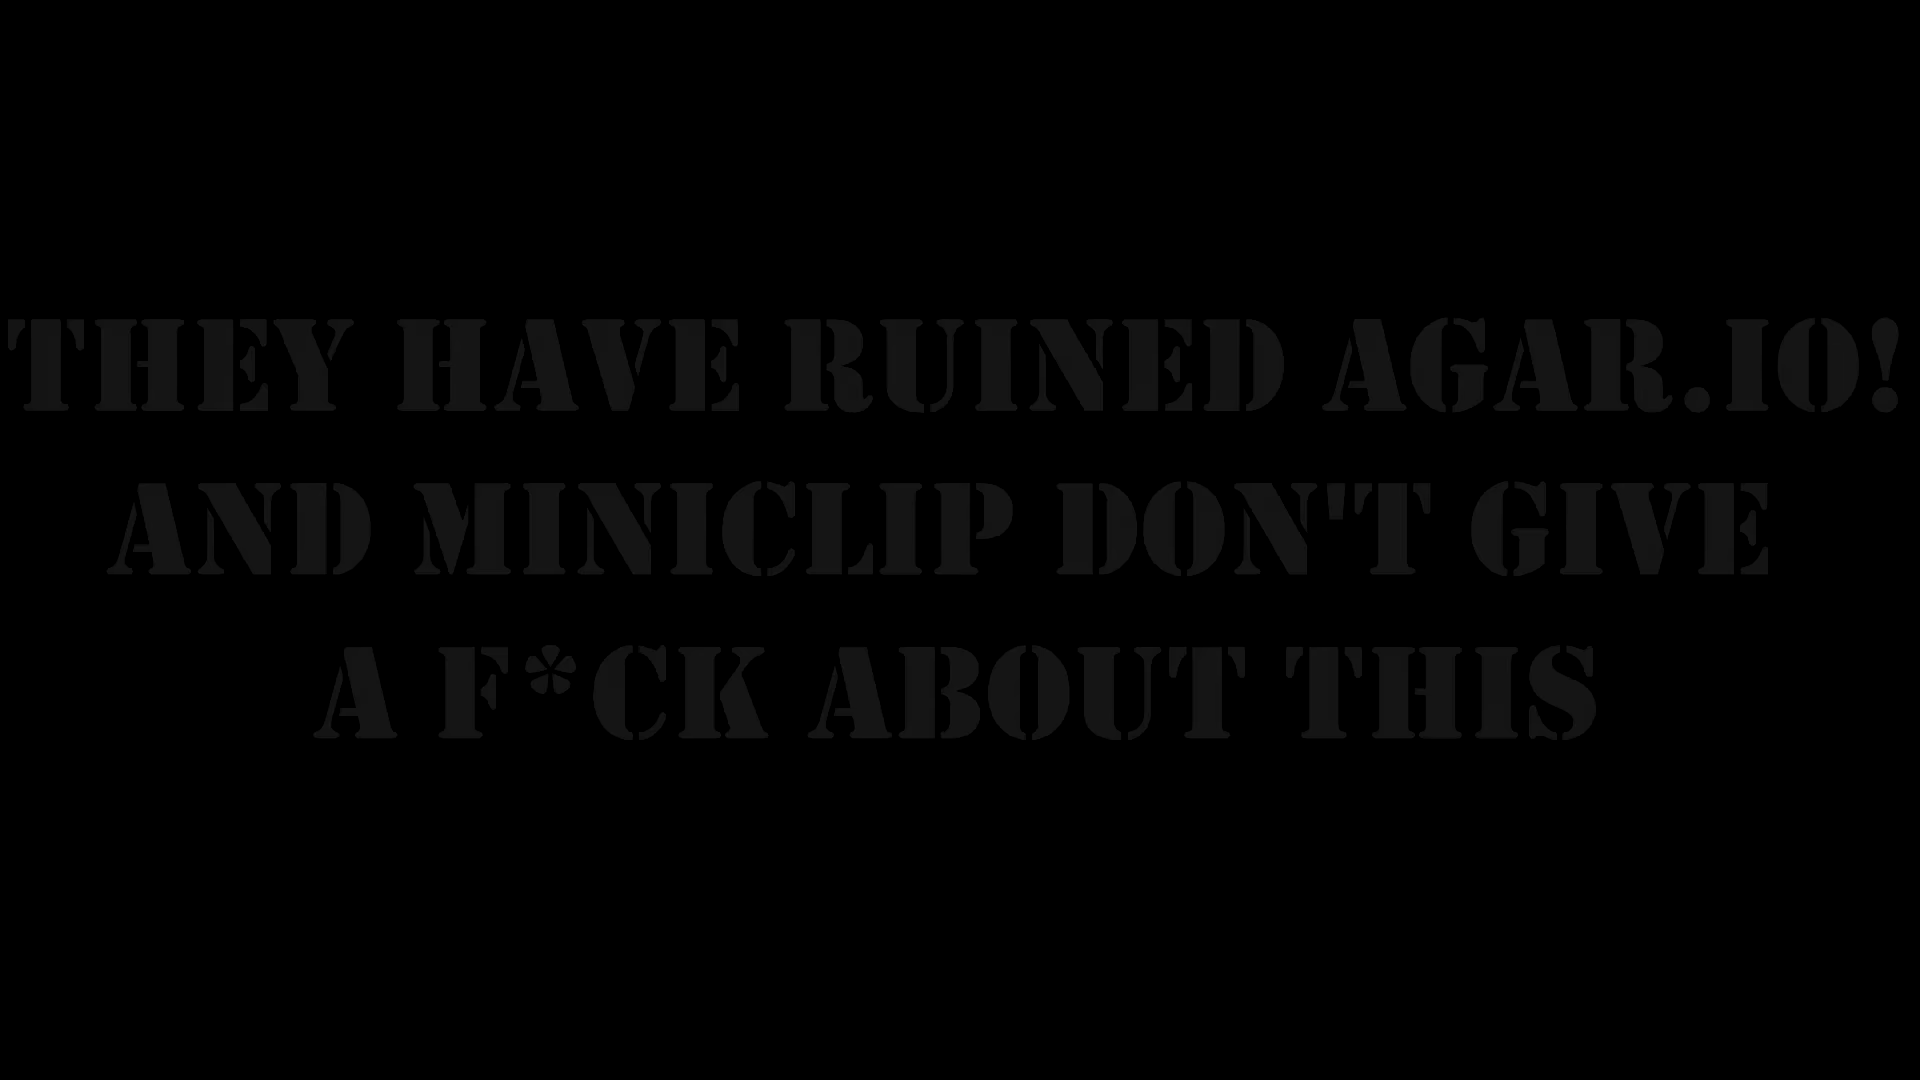 THEY HAVE RUINED AGAR.IO!
AND MINICLIP DON'T GIVE
A F*CK ABOUT THIS